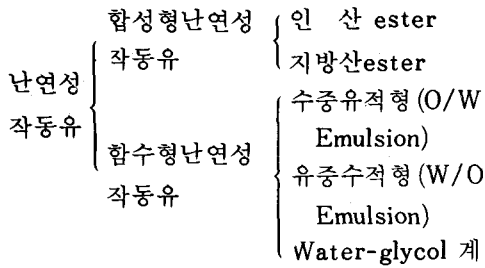 난연성
작동유
합성형난연성
작동유
인 산 ester
지방산ester
함수형난연성
작동유
수중유적형 (O/W
Emulsion)
유중수적형 (W/O
Emulsion)
Water-glycol 계